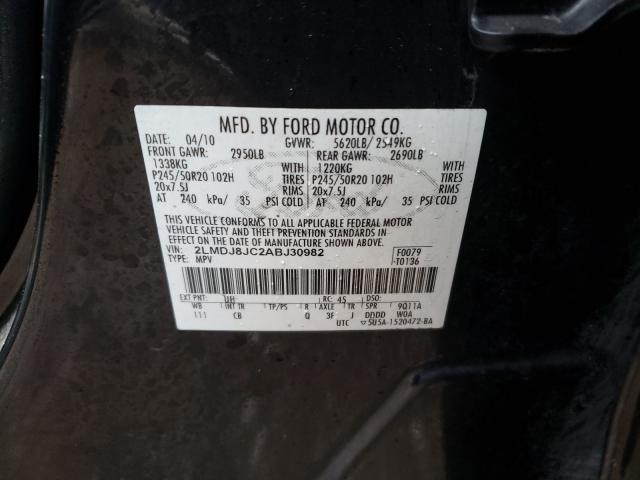 MFD. BY FORD MOTOR CO.
DATE: 04/10 GVWR: 5620LB/ 2549KG
FRONT GAWR: 2950LB REAR GAWR: 2690LB
1338KG WITH 1220KG WITH
P245/50R20 102H TIRES P245/50R20 102H TIRES
20x7.5J RIMS 20x7.5J RIMS
AT 240 kPa/ 35 PSI COLD AT 240 kPa/ 35 PSI COLD
THIS VEHICLE CONFORMS TO ALL APPLICABLE FEDERAL MOTOR
VEHICLE SAFETY AND THEFT PREVENTION STANDARDS IN
EFFECT ON THE DATE OF MANUFACTURE SHOWN ABOVE.
VIN: 2LMDJ8JC2ABJ30982 F0079
TYPE: MPV T0136
EXT PNT: UH RC: 45 DSO:
WB INT TR TP/PS R AXLE TR SPR 9Q11A
111 CB Q 3F J DDDD WOA
UTC 5U5A-1520472-BA